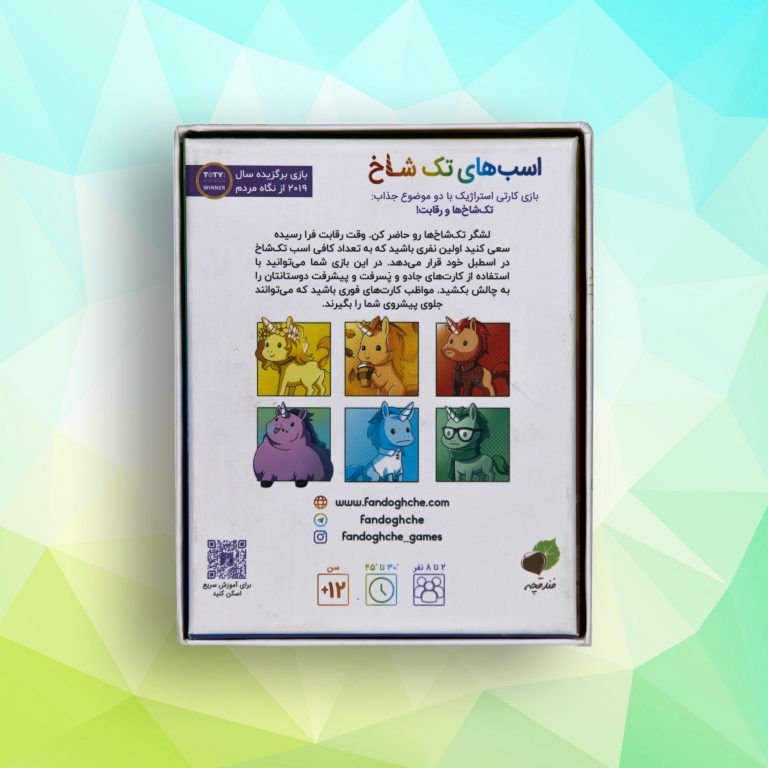 اسب‌های تک شاخ
بازی برگزیده سال
۲۰۱۹ از نگاه مردم
TOTY
WINNER
بازی کارتی استراتژیک با دو موضوع جذاب:
تک‌شاخ‌ها و رقابت!
لشگر تک‌شاخ‌ها رو حاضر کن. وقت رقابت فرا رسیده
سعی کنید اولین نفری باشید که به تعداد کافی اسب تک‌شاخ
در اسطبل خود قرار می‌دهد. در این بازی شما می‌توانید با
استفاده از کارت‌های جادو و پَسرفت و پیشرفت دوستانتان را
به چالش بکشید. مواظب کارت‌های فوری باشید که می‌توانند
جلوی پیشروی شما را بگیرند.
www.fandoghche.com
fandoghche
fandoghche_games
برای آموزش سریع
اسکن کنید
۲ تا ۸ نفر
۳۰ تا ۴۵'
سن
+۱۲
فندقچه